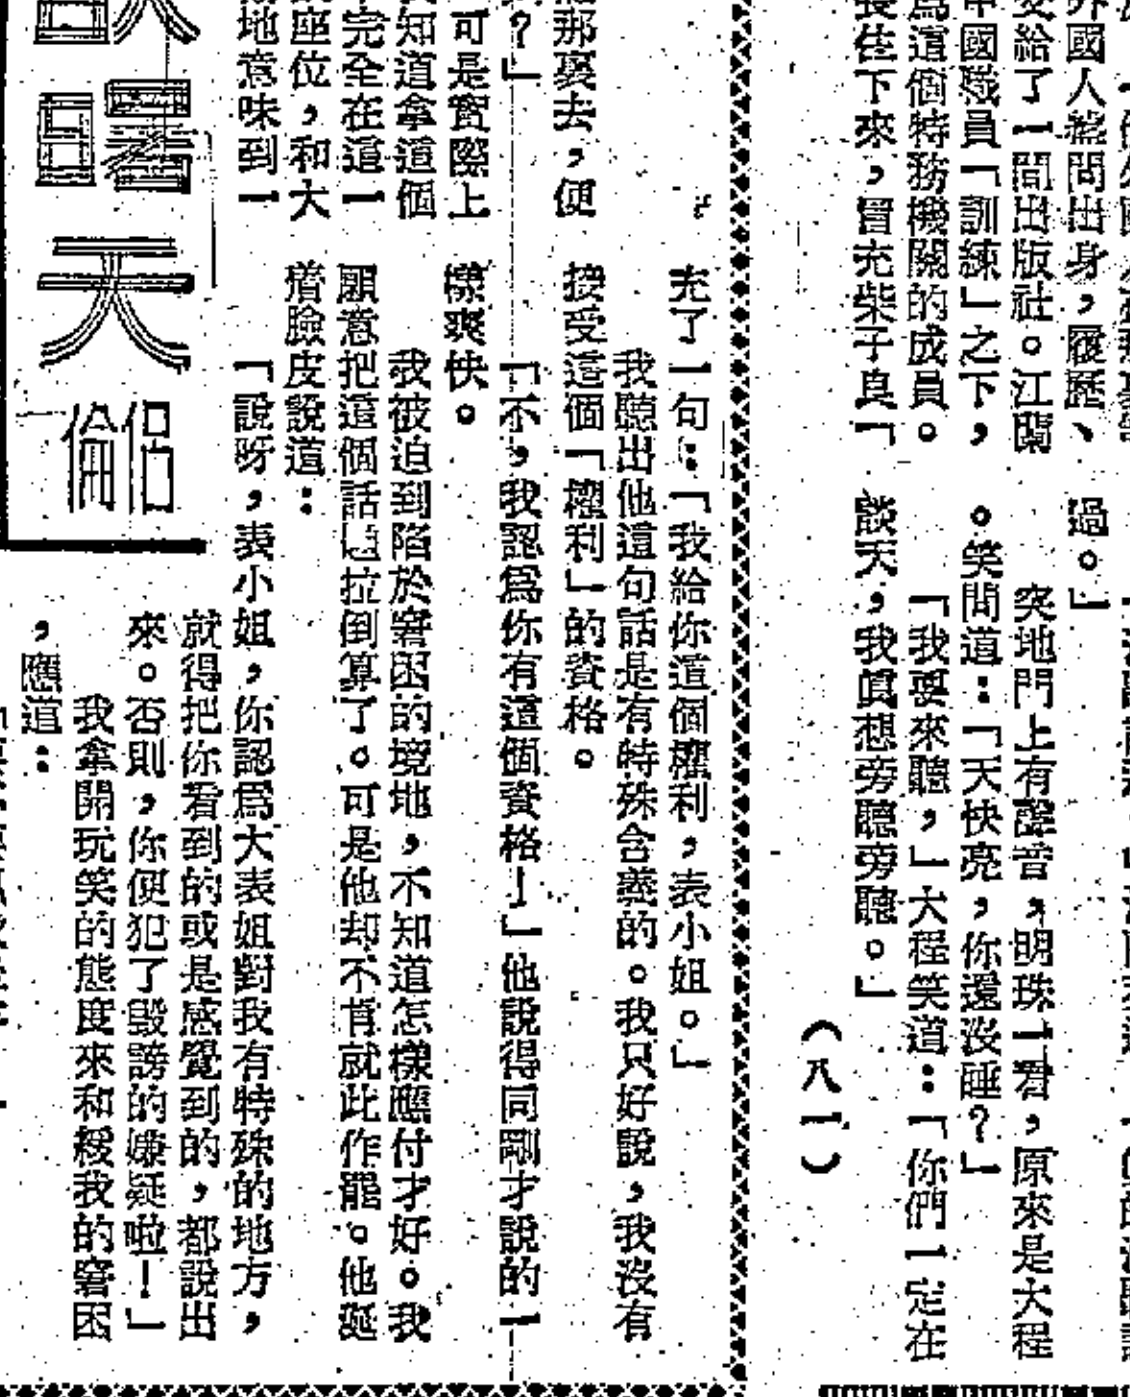 外國人
給了一間出版社。江蘭
國職員「訓練」之下，
這個特務機關的成員。
住下來，冒充柴子良「
過。」
突地門上有聲音，明珠一看，原來是大程
。笑問道：「天快亮，你還沒睡？」
「我要來聽，」大程笑道：「你們一定在
談天，我眞想旁聽旁聽。」
（八一）
那裏去，便
？」
可是實際上
知道拿這個
完全在這一
座位，和大
地意味到一
充了一句：「我給你這個權利，表小姐。」
我聽出他這句話是有特殊含義的。我只好說，我沒有
接受這個「權利」的資格。
「不，我認爲你有這個資格！」他說得同剛才說的一
樣爽快。
我被迫到陷於窘困的境地，不知道怎樣應付才好。我
願意把這個話題拉倒算了。可是他却不肯就此作罷。他涎
着臉皮說道：
「說呀，表小姐，你認爲大表姐對我有特殊的地方，
就得把你看到的或是感覺到的，都說出
來。否則，你便犯了毀謗的嫌疑啦！」
我拿開玩笑的態度來和緩我的窘困
，應道：
天
侶倫